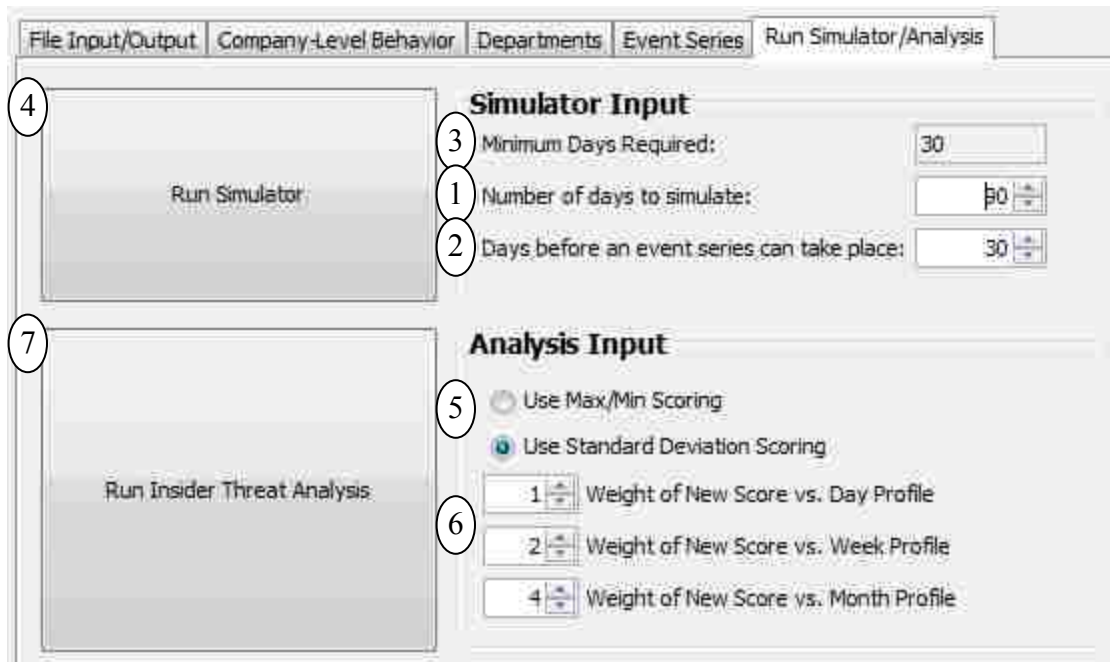 File Input/Output Company-Level Behavior Departments Event Series Run Simulator/Analysis
4
Run Simulator
Simulator Input
3 Minimum Days Required: 30
1 Number of days to simulate: 90
2 Days before an event series can take place: 30
7
Run Insider Threat Analysis
Analysis Input
5
Use Max/Min Scoring
Use Standard Deviation Scoring
6
1 Weight of New Score vs. Day Profile
2 Weight of New Score vs. Week Profile
4 Weight of New Score vs. Month Profile